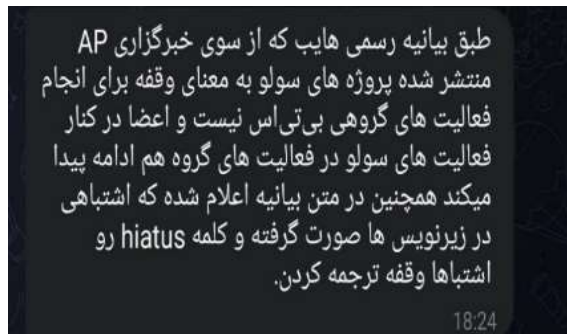 طبق بیانیه رسمی هایب که از سوی خبرگزاری AP
منتشر شده پروژه های سولو به معنای وقفه برای انجام
فعالیت های گروهی بی‌تی‌اس نیست و اعضا در کنار
فعالیت های سولو در فعالیت های گروه هم ادامه پیدا
میکند همچنین در متن بیانیه اعلام شده که اشتباهی
در زیرنویس ها صورت گرفته و کلمه hiatus رو
اشتباها وقفه ترجمه کردن.
18:24